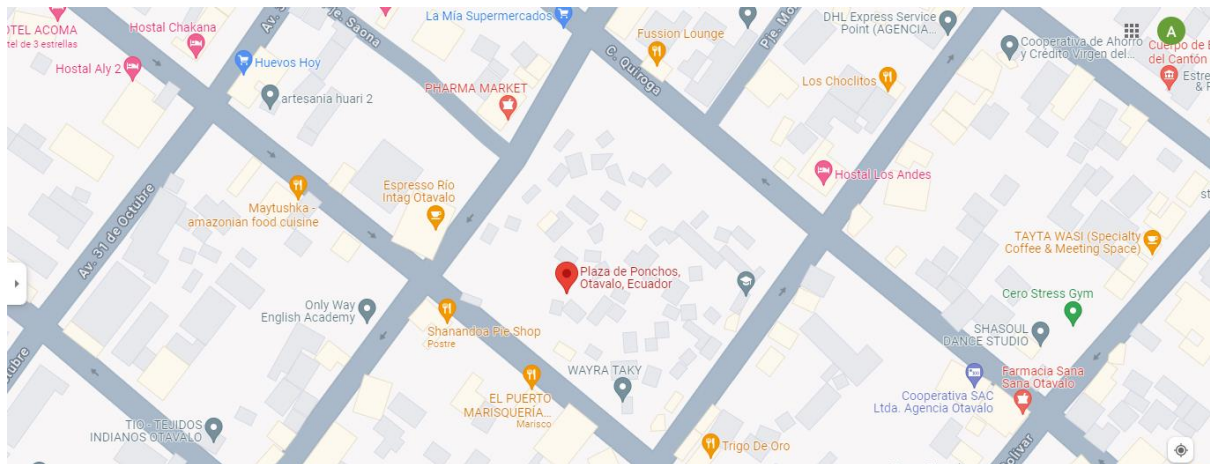 HOTEL ACOMA
tel de 3 estrellas
Hostal Chakana
Hostal Aly 2
Huevos Hoy
artesania huari 2
Pje. Saona
La Mía Supermercados
PHARMA MARKET
C. Quiroga
Fussion Lounge
DHL Express Service
Point (AGENCIA...
Los Choclitos
Cooperativa de Ahorro
y Crédito Virgen del...
A
del Cantón
Hostal Los Andes
Maytushka -
amazonian food cuisine
Espresso Río
Intag Otavalo
Av. 31 de Octubre
Plaza de Ponchos,
Otavalo, Ecuador
TAYTA WASI (Specialty
Coffee & Meeting Space)
Only Way
English Academy
Shanandoa Pie Shop
Postre
Cero Stress Gym
SHASOUL
DANCE STUDIO
WAYRA TAKY
EL PUERTO
MARISQUERÍA...
Marisco
Farmacia Sana
Sana Otavalo
Cooperativa SAC
Ltda. Agencia Otavalo
TIO - TEJIDOS
INDIANOS OTAVALO
Trigo De Oro
Bolívar